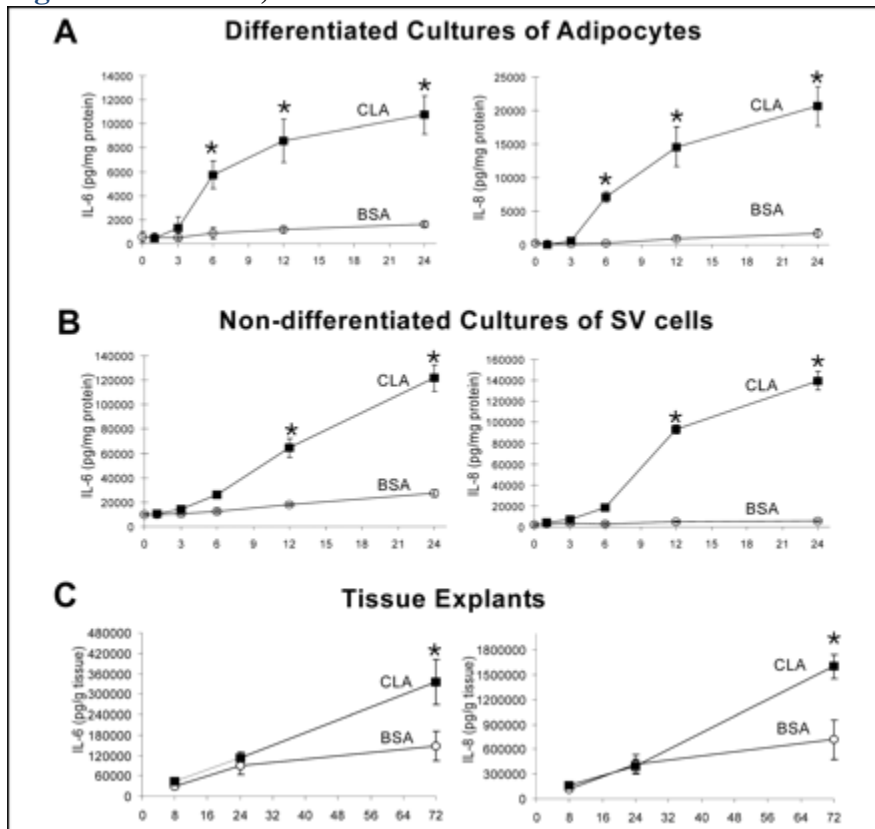 A Differentiated Cultures of Adipocytes
IL-6 (pg/mg protein)
14000
12000
10000
8000
6000
4000
2000
0
0 3 6 9 12 15 18 21 24
CLA
BSA
* * *
IL-8 (pg/mg protein)
25000
20000
15000
10000
5000
0
0 3 6 9 12 15 18 21 24
CLA
BSA
* * *
B Non-differentiated Cultures of SV cells
IL-6 (pg/mg protein)
140000
120000
100000
80000
60000
40000
20000
0
0 3 6 9 12 15 18 21 24
CLA
BSA
* *
IL-8 (pg/mg protein)
160000
140000
120000
100000
80000
60000
40000
20000
0
0 3 6 9 12 15 18 21 24
CLA
BSA
* *
C Tissue Explants
IL-6 (pg/g tissue)
480000
420000
360000
300000
240000
180000
120000
60000
0
0 8 16 24 32 40 48 56 64 72
CLA
BSA
*
IL-8 (pg/g tissue)
1800000
1500000
1200000
900000
600000
300000
0
0 8 16 24 32 40 48 56 64 72
CLA
BSA
*